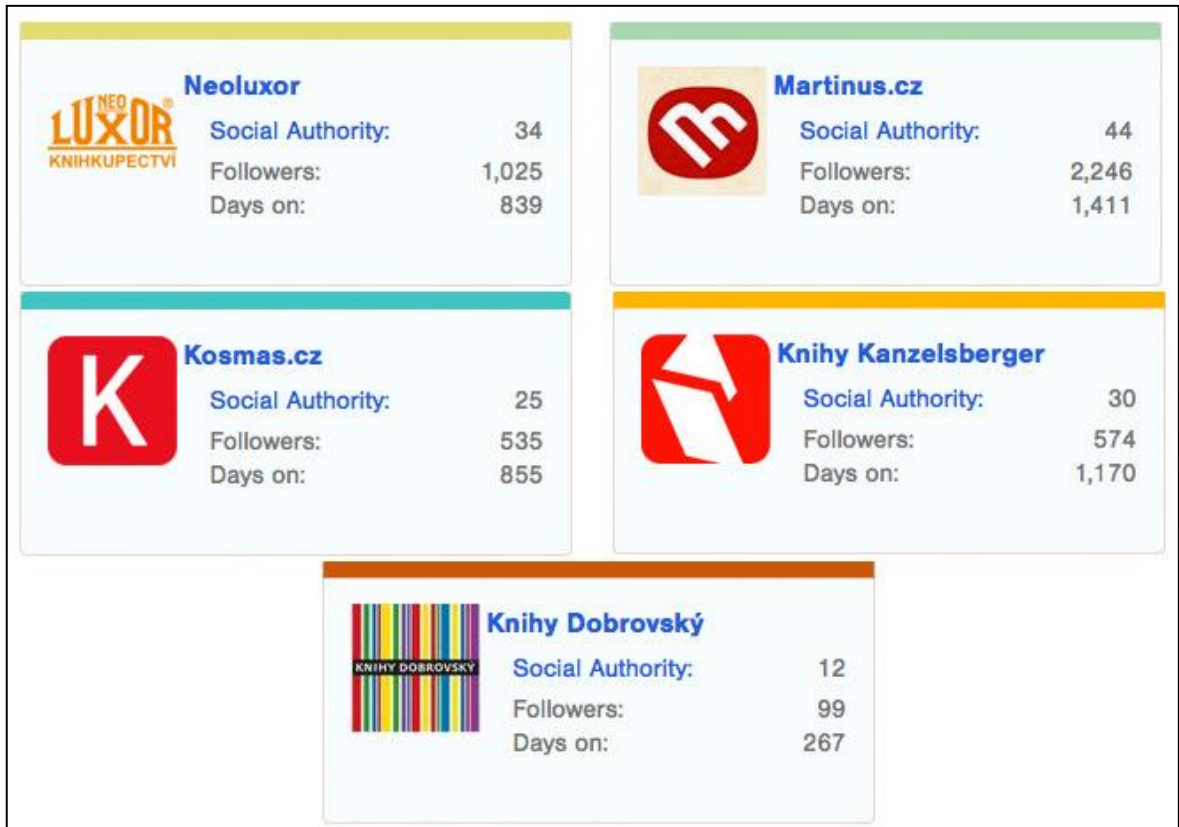 Neoluxor
NEO
LUXOR®
KNIHKUPECTVÍ
Social Authority: 34
Followers: 1,025
Days on: 839
Martinus.cz
m
Social Authority: 44
Followers: 2,246
Days on: 1,411
Kosmas.cz
K
Social Authority: 25
Followers: 535
Days on: 855
Knihy Kanzelsberger
Social Authority: 30
Followers: 574
Days on: 1,170
Knihy Dobrovský
KNIHY DOBROVSKÝ
Social Authority: 12
Followers: 99
Days on: 267